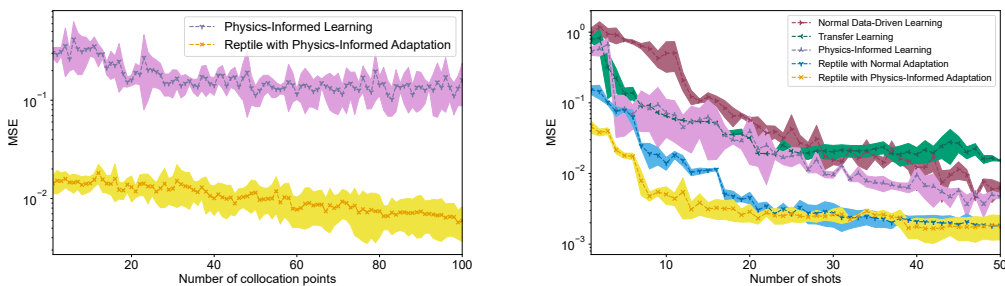 Physics-Informed Learning
Reptile with Physics-Informed Adaptation
MSE
10⁻¹
10⁻²
20
40
60
80
100
Number of collocation points
Normal Data-Driven Learning
Transfer Learning
Physics-Informed Learning
Reptile with Normal Adaptation
Reptile with Physics-Informed Adaptation
MSE
10⁰
10⁻¹
10⁻²
10⁻³
10
20
30
40
50
Number of shots